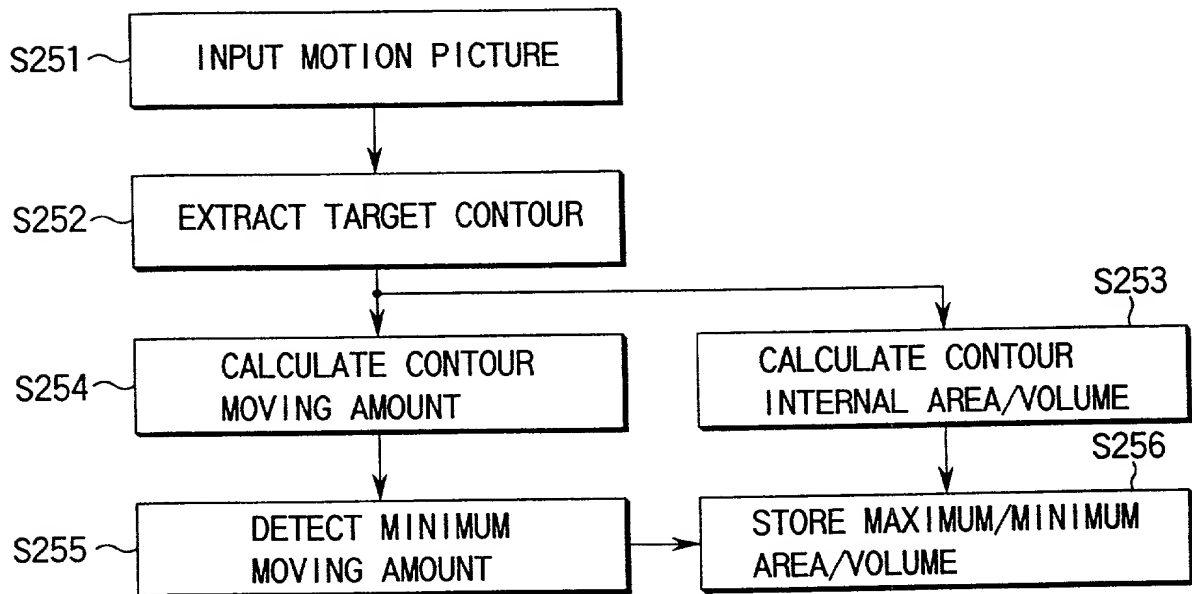 S251
INPUT MOTION PICTURE
S252
EXTRACT TARGET CONTOUR
S253
S254
CALCULATE CONTOUR
MOVING AMOUNT
CALCULATE CONTOUR
INTERNAL AREA/VOLUME
S256
S255
DETECT MINIMUM
MOVING AMOUNT
STORE MAXIMUM/MINIMUM
AREA/VOLUME